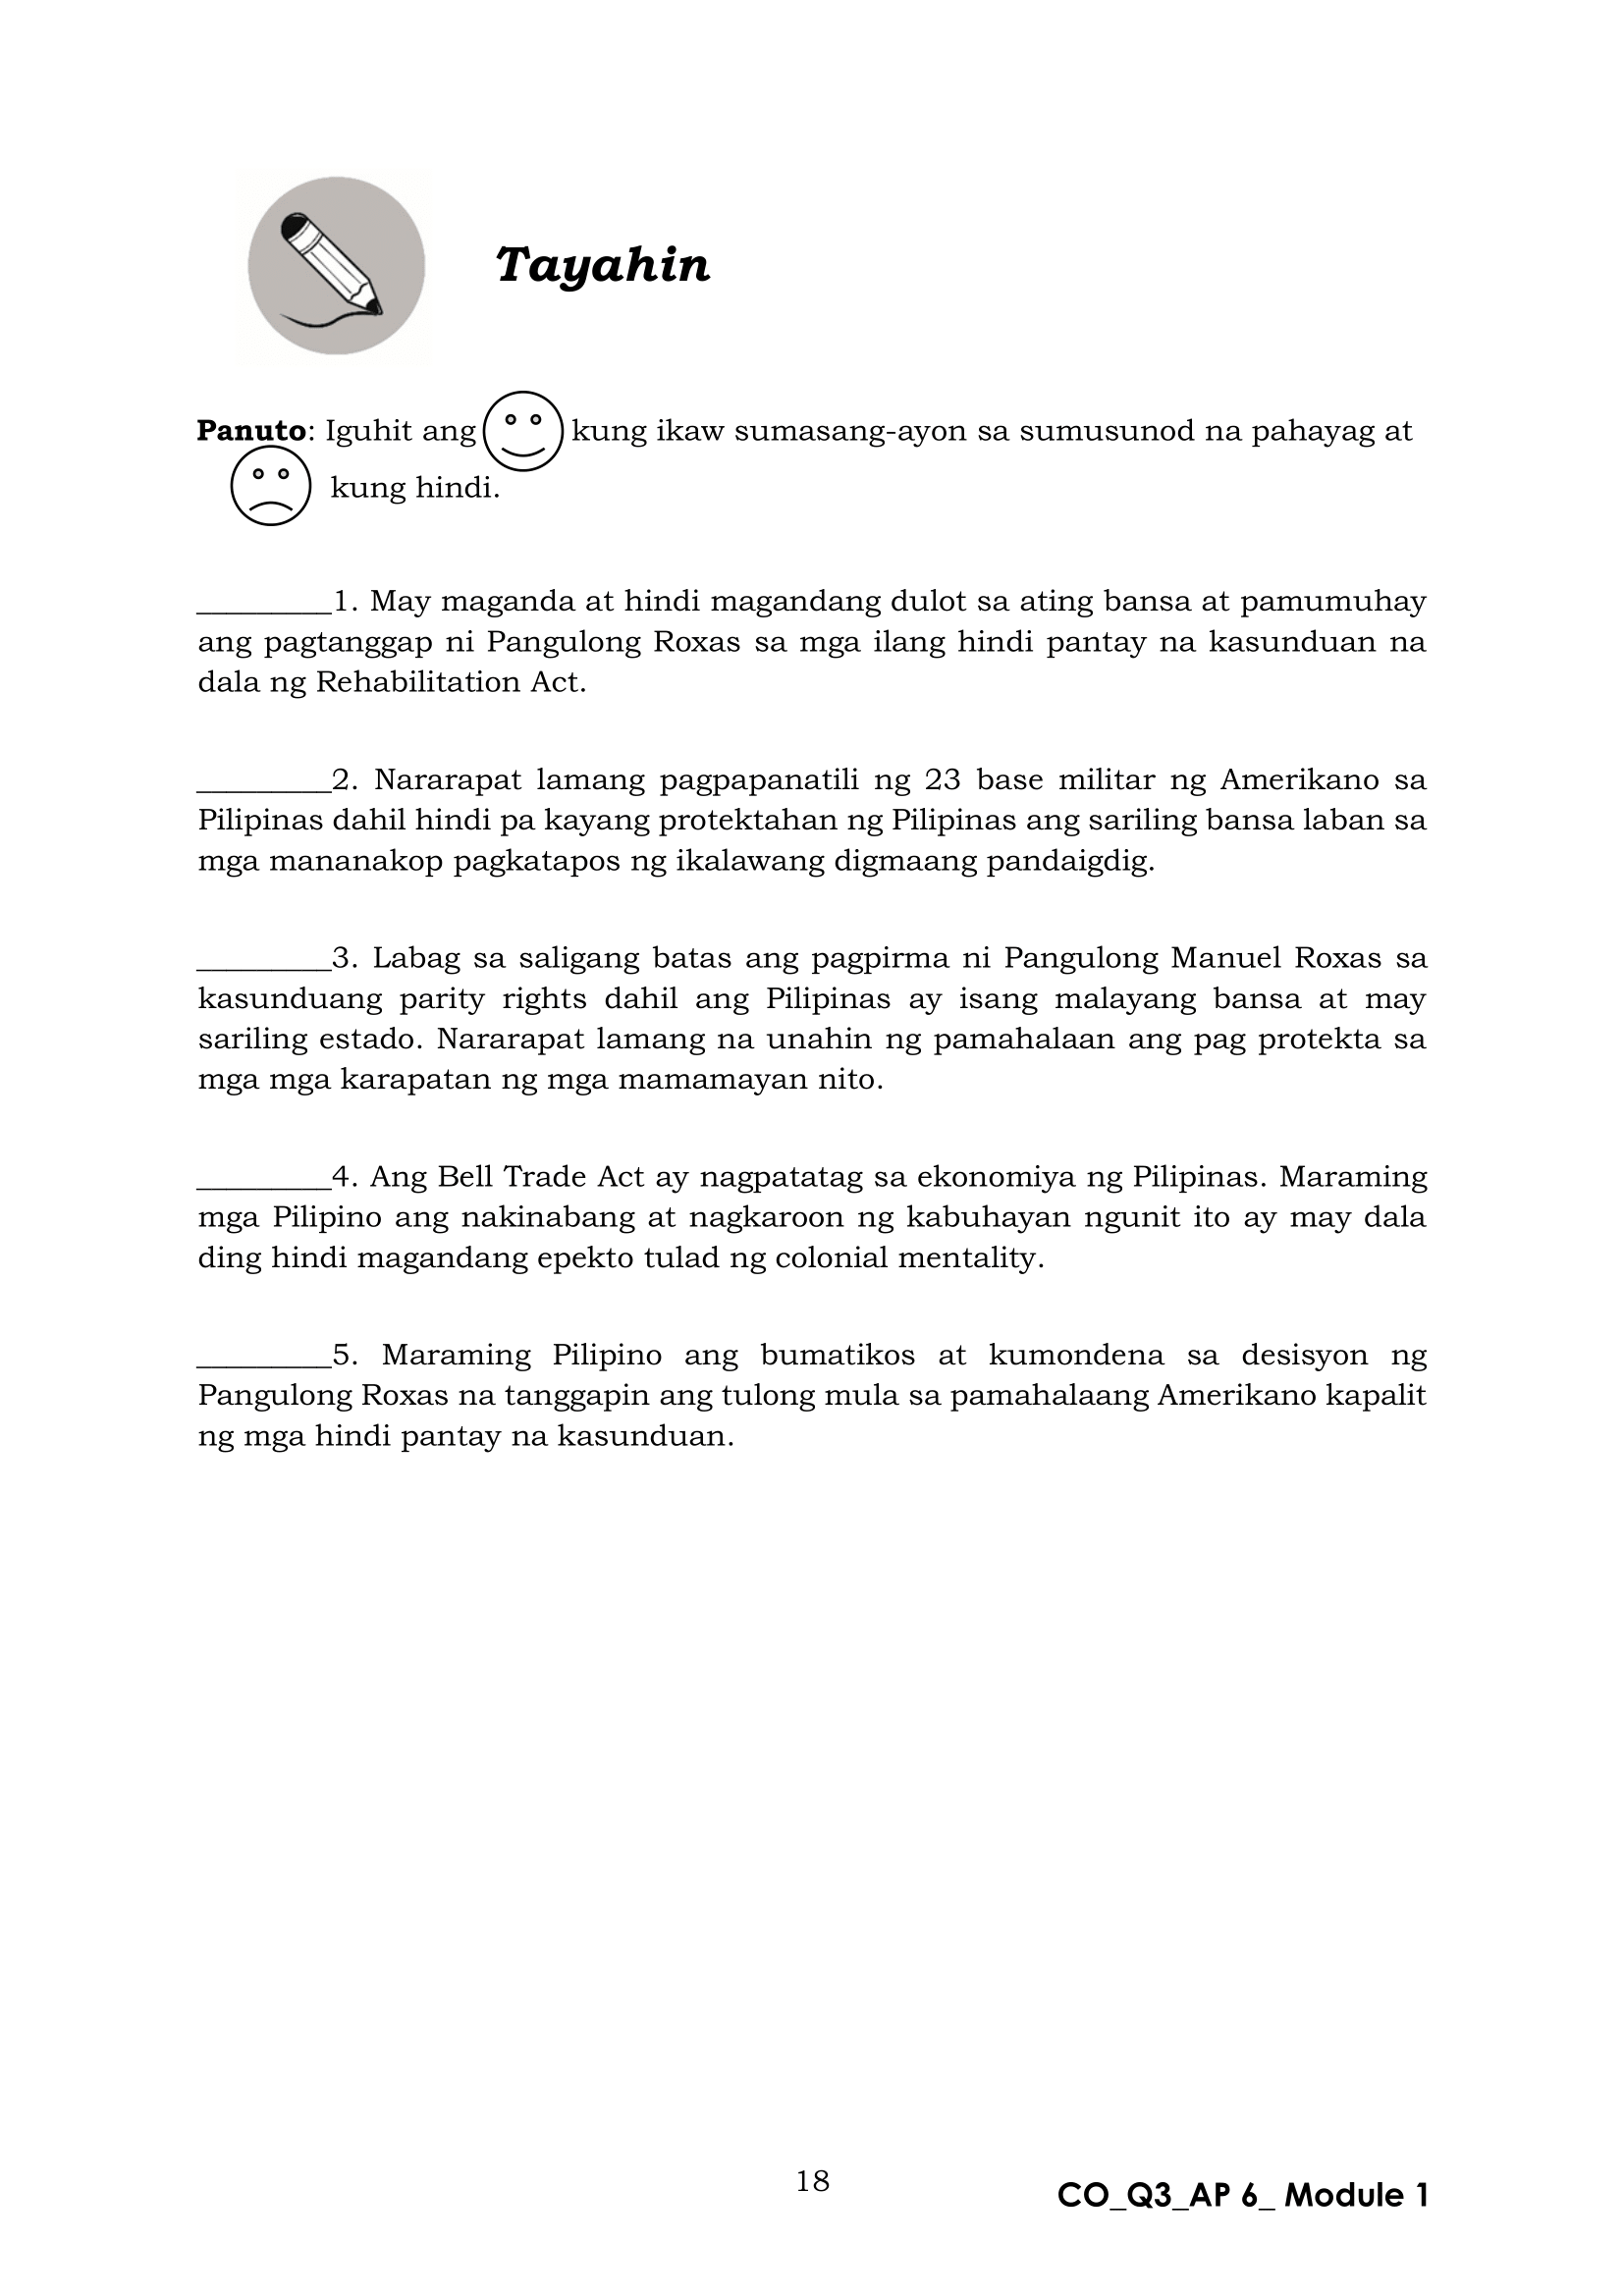 Tayahin
Panuto: Iguhit ang kung ikaw sumasang-ayon sa sumusunod na pahayag at
kung hindi.
_________1. May maganda at hindi magandang dulot sa ating bansa at pamumuhay
ang pagtanggap ni Pangulong Roxas sa mga ilang hindi pantay na kasunduan na
dala ng Rehabilitation Act.
_________2. Nararapat lamang pagpapanatili ng 23 base militar ng Amerikano sa
Pilipinas dahil hindi pa kayang protektahan ng Pilipinas ang sariling bansa laban sa
mga mananakop pagkatapos ng ikalawang digmaang pandaigdig.
_________3. Labag sa saligang batas ang pagpirma ni Pangulong Manuel Roxas sa
kasunduang parity rights dahil ang Pilipinas ay isang malayang bansa at may
sariling estado. Nararapat lamang na unahin ng pamahalaan ang pag protekta sa
mga mga karapatan ng mga mamamayan nito.
_________4. Ang Bell Trade Act ay nagpatatag sa ekonomiya ng Pilipinas. Maraming
mga Pilipino ang nakinabang at nagkaroon ng kabuhayan ngunit ito ay may dala
ding hindi magandang epekto tulad ng colonial mentality.
_________5. Maraming Pilipino ang bumatikos at kumondena sa desisyon ng
Pangulong Roxas na tanggapin ang tulong mula sa pamahalaang Amerikano kapalit
ng mga hindi pantay na kasunduan.
18
CO_Q3_AP 6_ Module 1